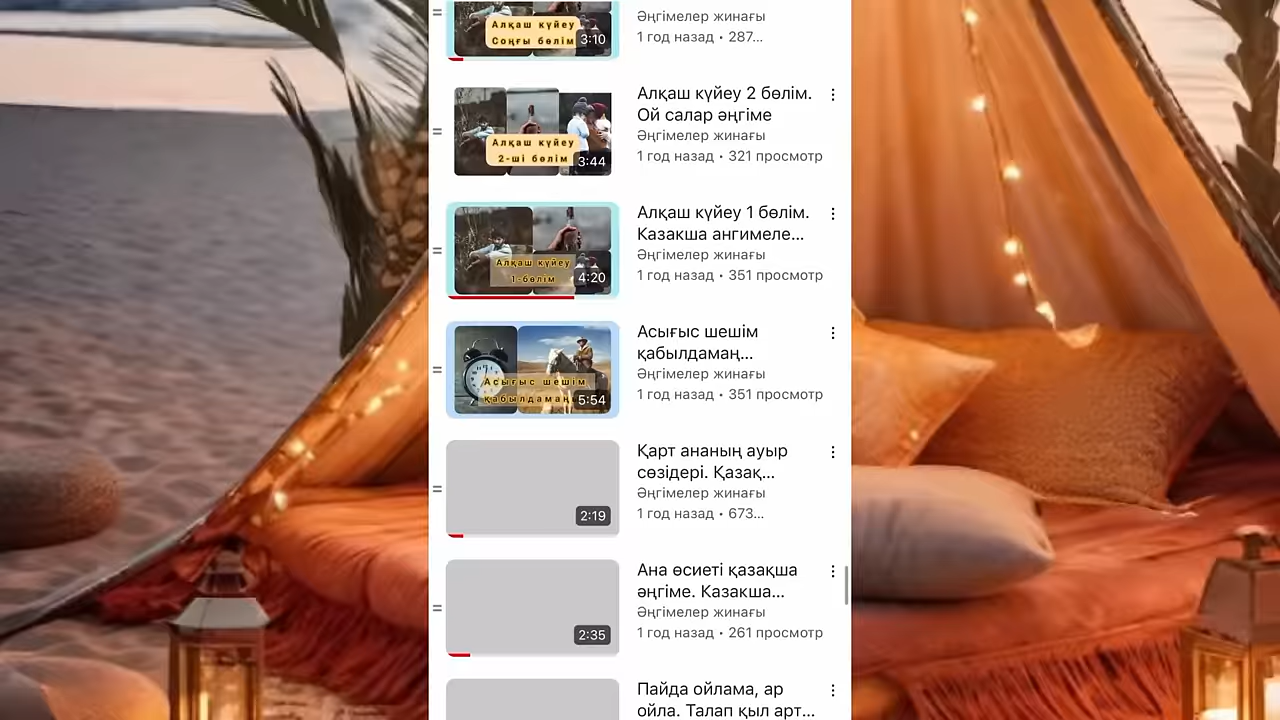 Алқаш күйеу
Соңғы бөлім
3:10
Әңгімелер жинағы
1 год назад • 287...
Алқаш күйеу
2-ші бөлім
3:44
Алқаш күйеу 2 бөлім.
Ой салар әңгіме
Әңгімелер жинағы
1 год назад • 321 просмотр
Алқаш күйеу
1-бөлім
4:20
Алқаш күйеу 1 бөлім.
Казакша ангимеле...
Әңгімелер жинағы
1 год назад • 351 просмотр
Асығыс шешім
қабылдамаң
5:54
Асығыс шешім
қабылдамаң...
Әңгімелер жинағы
1 год назад • 351 просмотр
2:19
Қарт ананың ауыр
сөзідері. Қазақ...
Әңгімелер жинағы
1 год назад • 673...
2:35
Ана өсиеті қазақша
әңгіме. Казакша...
Әңгімелер жинағы
1 год назад • 261 просмотр
Пайда ойлама, ар
ойла. Талап қыл арт...